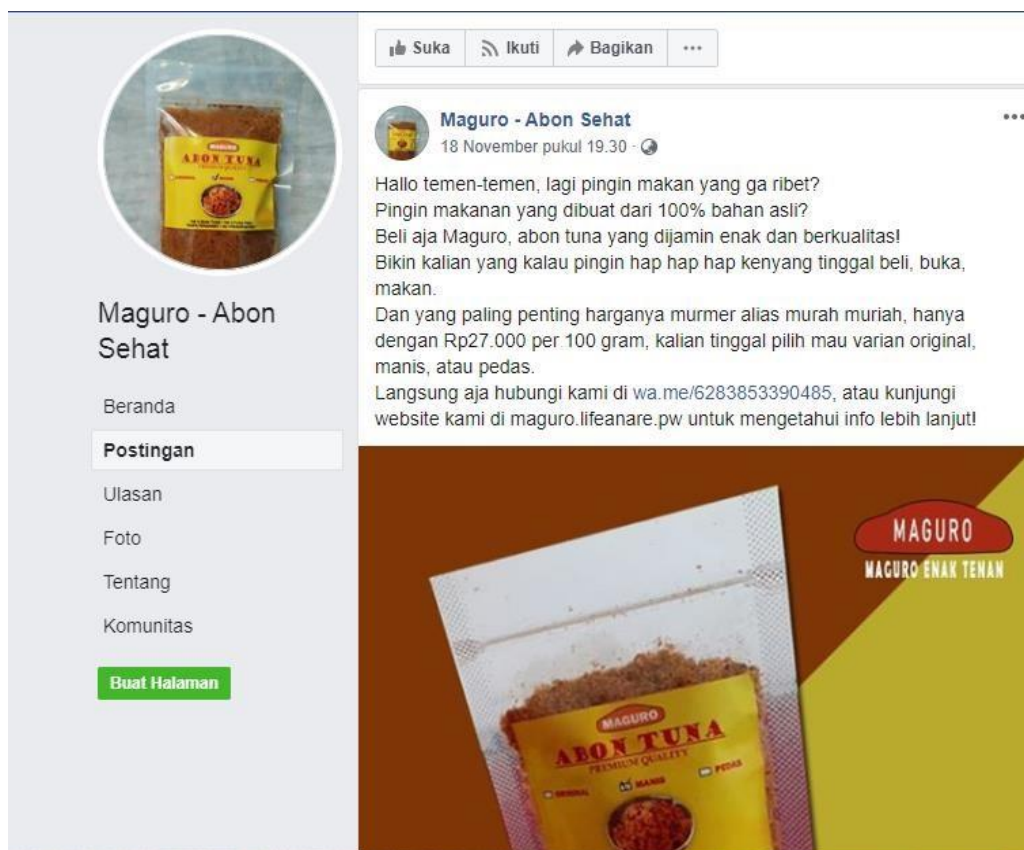 Suka Ikuti Bagikan ...
Maguro - Abon Sehat
18 November pukul 19.30 ·
Hallo temen-temen, lagi pingin makan yang ga ribet?
Pingin makanan yang dibuat dari 100% bahan asli?
Beli aja Maguro, abon tuna yang dijamin enak dan berkualitas!
Bikin kalian yang kalau pingin hap hap hap kenyang tinggal beli, buka,
makan.
Dan yang paling penting harganya murmer alias murah muriah, hanya
dengan Rp27.000 per 100 gram, kalian tinggal pilih mau varian original,
manis, atau pedas.
Langsung aja hubungi kami di wa.me/6283853390485, atau kunjungi
website kami di maguro.lifeanare.pw untuk mengetahui info lebih lanjut!
MAGURO
ABON TUNA
PREMIUM QUALITY
Maguro - Abon
Sehat
Beranda
Postingan
Ulasan
Foto
Tentang
Komunitas
Buat Halaman
MAGURO
MAGURO ENAK TENAN
MAGURO
ABON TUNA
PREMIUM QUALITY
ORIGINAL MANIS PEDAS